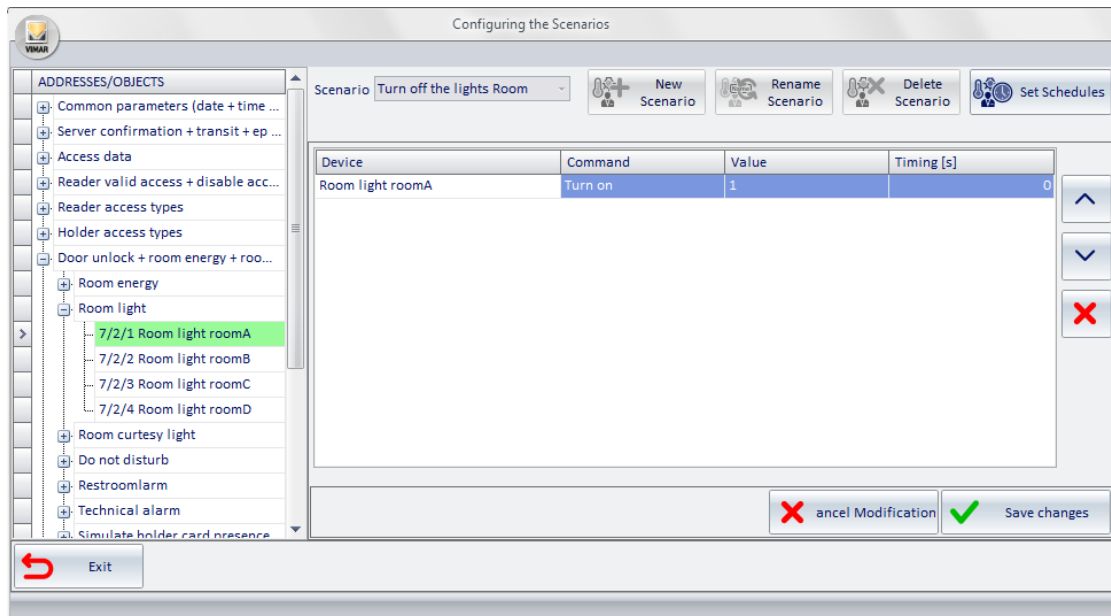 Configuring the Scenarios
VIMAR
ADDRESSES/OBJECTS
Common parameters (date + time ...
Server confirmation + transit + ep ...
Access data
Reader valid access + disable acc...
Reader access types
Holder access types
Door unlock + room energy + roo...
Room energy
Room light
7/2/1 Room light roomA
7/2/2 Room light roomB
7/2/3 Room light roomC
7/2/4 Room light roomD
Room curtesy light
Do not disturb
Restroomlarm
Technical alarm
Simulate holder card presence
Scenario Turn off the lights Room
New
Scenario
Rename
Scenario
Delete
Scenario
Set Schedules
Device Command Value Timing [s]
Room light roomA Turn on 1 0
ancel Modification
Save changes
Exit